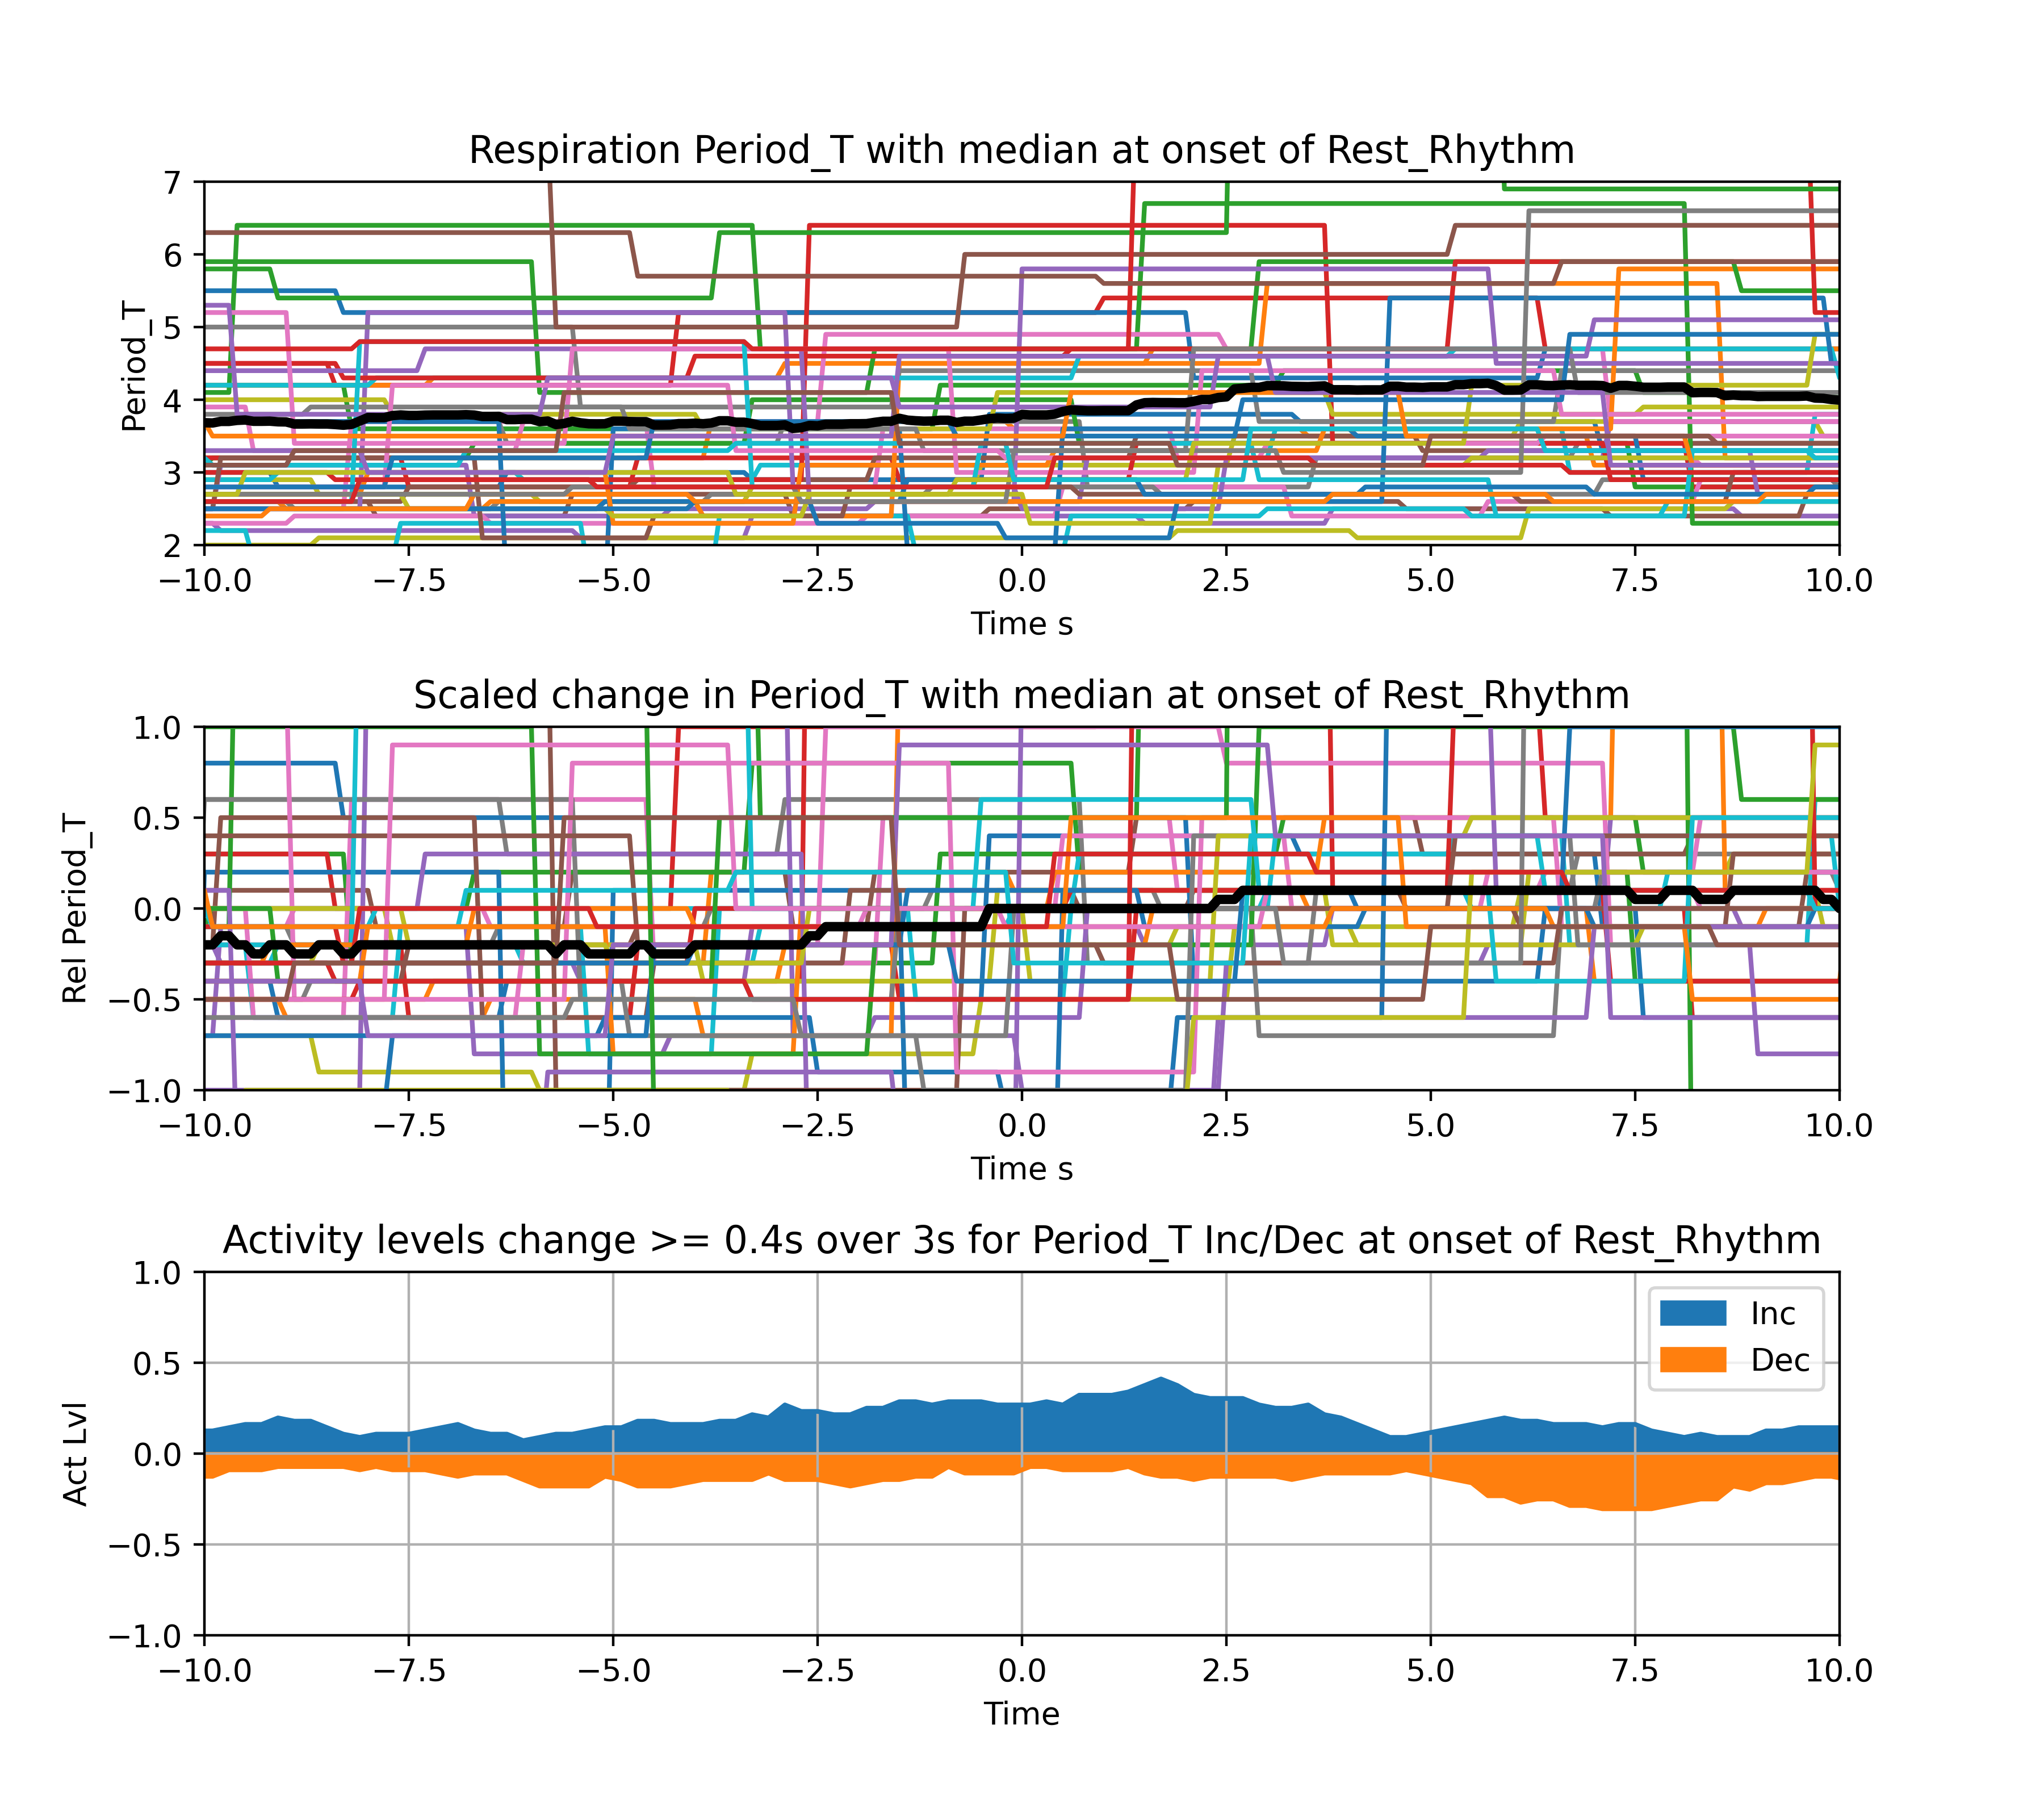 Respiration Period_T with median at onset of Rest_Rhythm
7
6
5
4
3
2
Period_T
−10.0 −7.5 −5.0 −2.5 0.0 2.5 5.0 7.5 10.0
Time s
Scaled change in Period_T with median at onset of Rest_Rhythm
1.0
0.5
0.0
−0.5
−1.0
Rel Period_T
−10.0 −7.5 −5.0 −2.5 0.0 2.5 5.0 7.5 10.0
Time s
Activity levels change >= 0.4s over 3s for Period_T Inc/Dec at onset of Rest_Rhythm
1.0
0.5
0.0
−0.5
−1.0
Act Lvl
Inc
Dec
−10.0 −7.5 −5.0 −2.5 0.0 2.5 5.0 7.5 10.0
Time